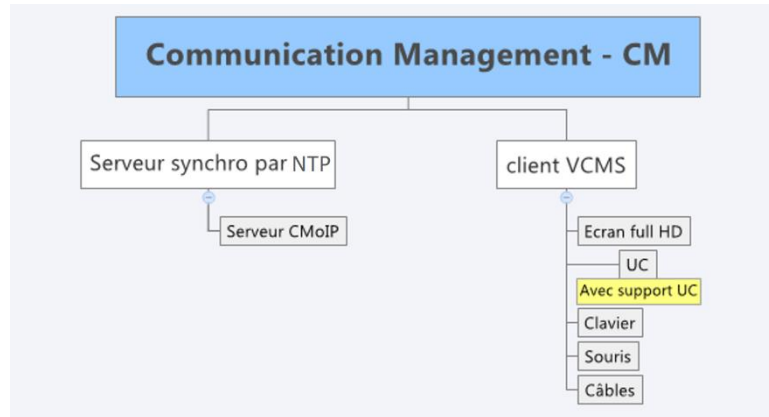 Communication Management - CM
Serveur synchro par NTP
client VCMS
Serveur CMoIP
Ecran full HD
UC
Avec support UC
Clavier
Souris
Câbles